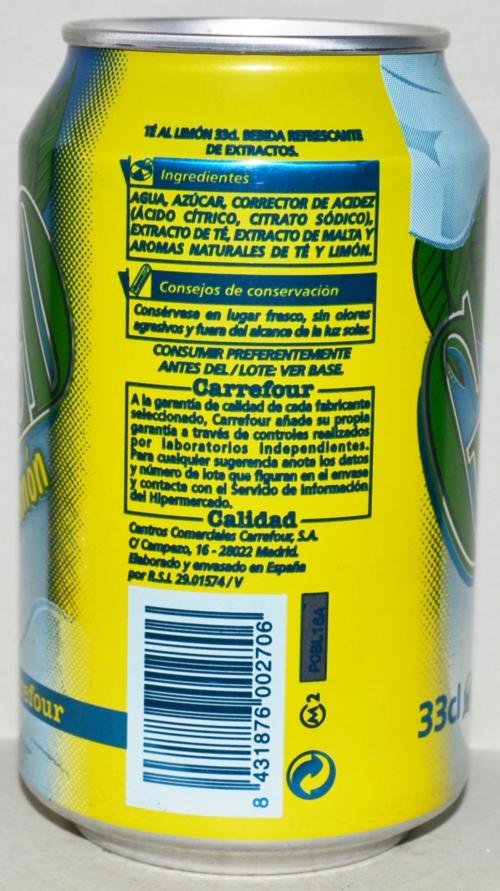 TÉ AL LIMÓN 33cl. BEBIDA REFRESCANTE
DE EXTRACTOS.
Ingredientes
AGUA, AZÚCAR, CORRECTOR DE ACIDEZ
(ÁCIDO CÍTRICO, CITRATO SÓDICO),
EXTRACTO DE TÉ, EXTRACTO DE MALTA Y
AROMAS NATURALES DE TÉ Y LIMÓN.
Consejos de conservación
Consérvese en lugar fresco, sin olores
agresivos y fuera del alcance de la luz solar.
CONSUMIR PREFERENTEMENTE
ANTES DEL / LOTE: VER BASE.
Carrefour
A la garantía de calidad de cada fabricante
seleccionado, Carrefour añade su propia
garantía a través de controles realizados
por laboratorios independientes.
Para cualquier sugerencia anote los datos
y número de lote que figuran en el envase
y contacte con el Servicio de Información
del Hipermercado.
Calidad
Centros Comerciales Carrefour, S.A.
C/ Campezo, 16 - 28022 Madrid.
Elaborado y envasado en España
por R.S.I. 29.01574 / V
8 431876 002706
POBL16A
M 2
món
efour
33cl